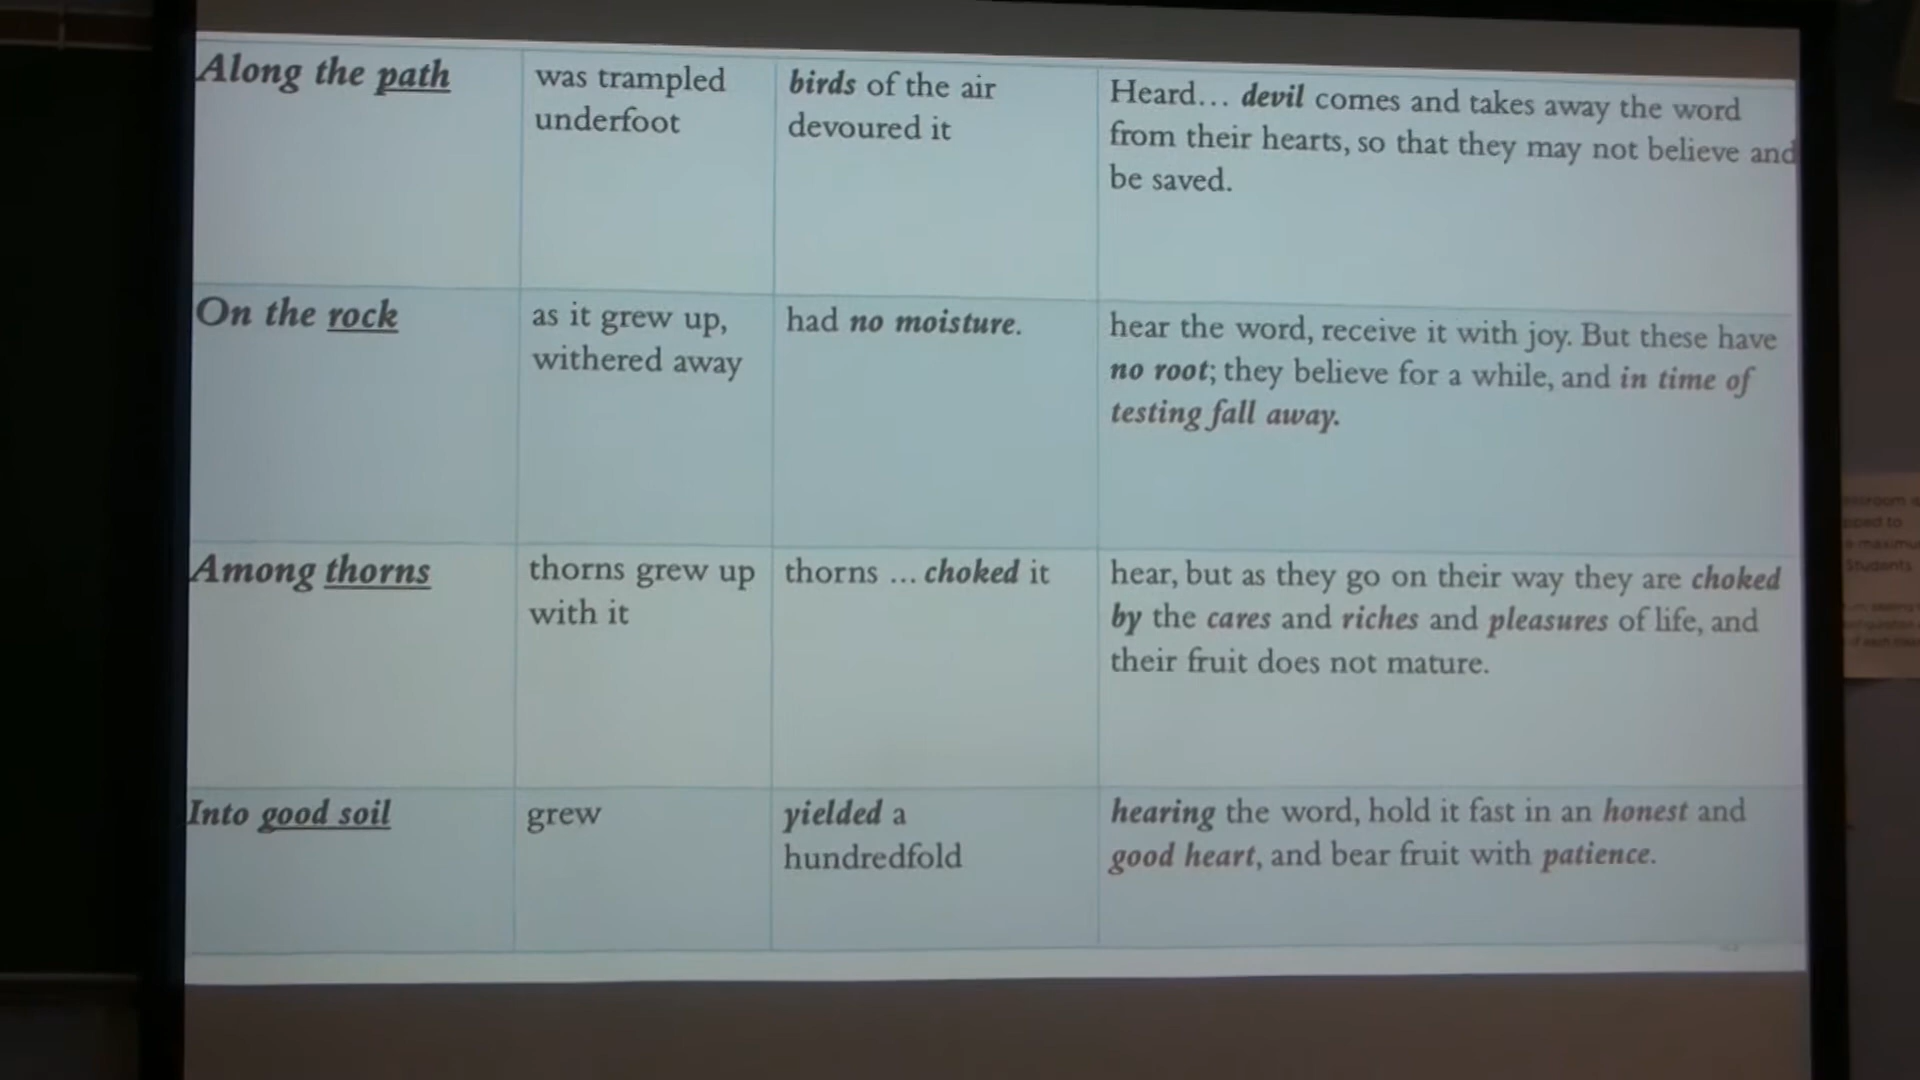 Along the path
was trampled
underfoot
birds of the air
devoured it
Heard... devil comes and takes away the word
from their hearts, so that they may not believe and
be saved.
On the rock
as it grew up,
withered away
had no moisture.
hear the word, receive it with joy. But these have
no root; they believe for a while, and in time of
testing fall away.
Among thorns
thorns grew up
with it
thorns ... choked it
hear, but as they go on their way they are choked
by the cares and riches and pleasures of life, and
their fruit does not mature.
Into good soil
grew
yielded a
hundredfold
hearing the word, hold it fast in an honest and
good heart, and bear fruit with patience.
Students